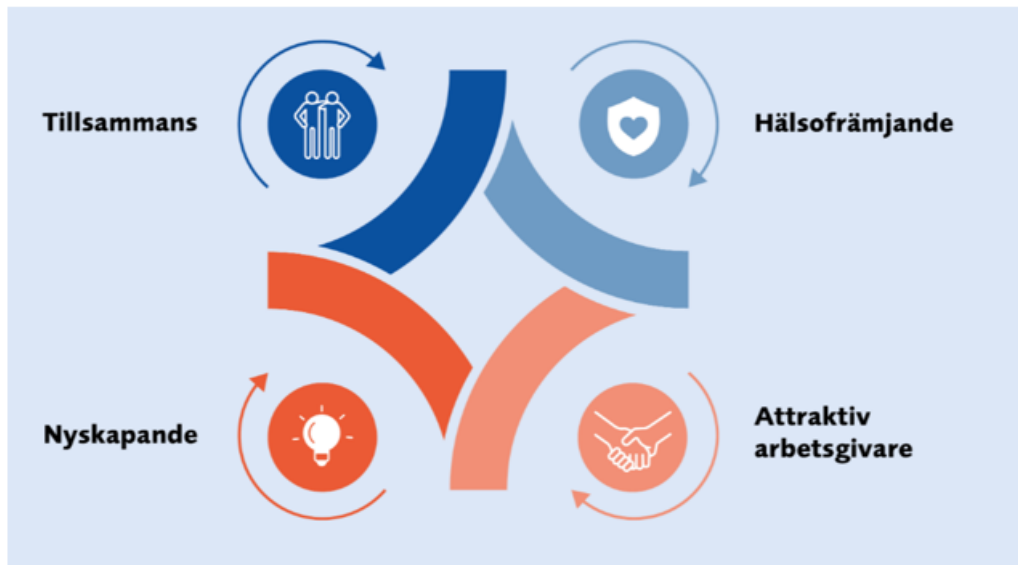 Tillsammans
Hälsofrämjande
Nyskapande
Attraktiv
arbetsgivare